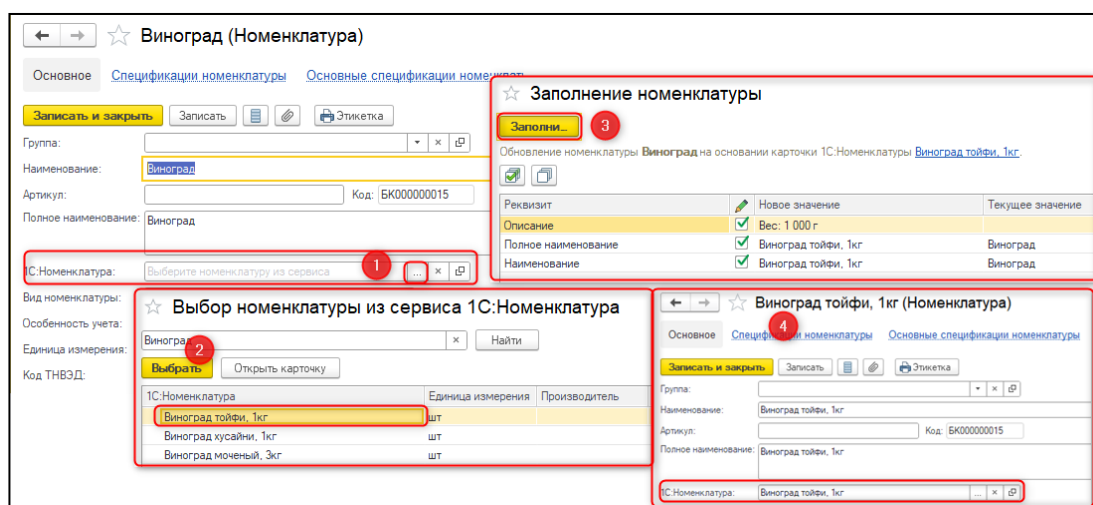 Виноград (Номенклатура)
Основное Спецификации номенклатуры Основные спецификации
Записать и закрыть Записать Этикетка
Группа:
Наименование: Виноград
Артикул: Код: БК000000015
Полное наименование: Виноград
1С:Номенклатура: Выберите номенклатуру из сервиса 1 ...
Вид номенклатуры:
Особенность учета:
Единица измерения:
Код ТНВЭД:
Заполнение номенклатуры
Заполни... 3
Обновление номенклатуры Виноград на основании карточки 1С:Номенклатуры Виноград тойфи, 1кг.
Реквизит Новое значение Текущее значение
Описание Вес: 1 000 г
Полное наименование Виноград тойфи, 1кг Виноград
Наименование Виноград тойфи, 1кг Виноград
Выбор номенклатуры из сервиса 1С:Номенклатура
Виноград Найти
2
Выбрать Открыть карточку
1С:Номенклатура Единица измерения Производитель
Виноград тойфи, 1кг шт
Виноград хусайни, 1кг шт
Виноград моченый, 3кг шт
Виноград тойфи, 1кг (Номенклатура)
4
Основное Спецификации номенклатуры Основные спецификации номенклатуры
Записать и закрыть Записать Этикетка
Группа:
Наименование: Виноград тойфи, 1кг
Артикул: Код: БК000000015
Полное наименование: Виноград тойфи, 1кг
1С:Номенклатура: Виноград тойфи, 1кг ...